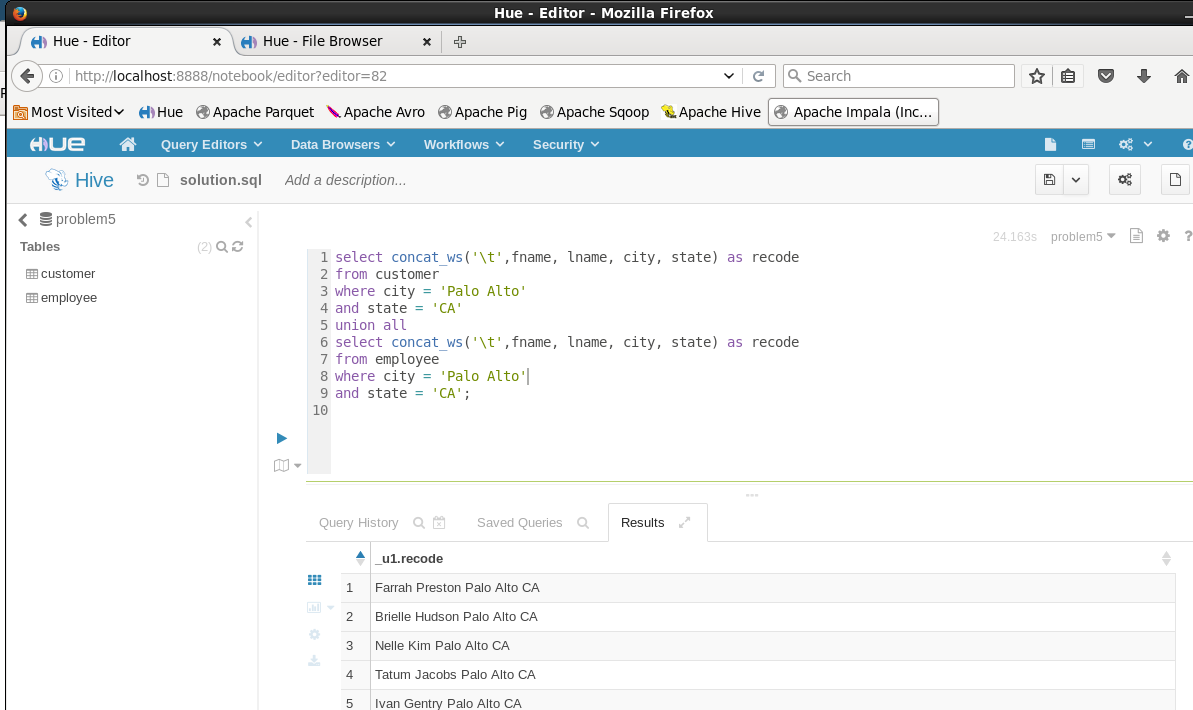 Hue - Editor - Mozilla Firefox
Hue - Editor × Hue - File Browser ×
http://localhost:8888/notebook/editor?editor=82 Search
Most Visited Hue Apache Parquet Apache Avro Apache Pig Apache Sqoop Apache Hive Apache Impala (Inc...
HUE Query Editors Data Browsers Workflows Security ?
Hive solution.sql Add a description...
problem5
24.163s problem5 ?
Tables (2)
customer
employee
1 select concat_ws('\t',fname, lname, city, state) as recode
2 from customer
3 where city = 'Palo Alto'
4 and state = 'CA'
5 union all
6 select concat_ws('\t',fname, lname, city, state) as recode
7 from employee
8 where city = 'Palo Alto'
9 and state = 'CA';
10
Query History Saved Queries Results
_u1.recode
1 Farrah Preston Palo Alto CA
2 Brielle Hudson Palo Alto CA
3 Nelle Kim Palo Alto CA
4 Tatum Jacobs Palo Alto CA
5 Ivan Gentry Palo Alto CA